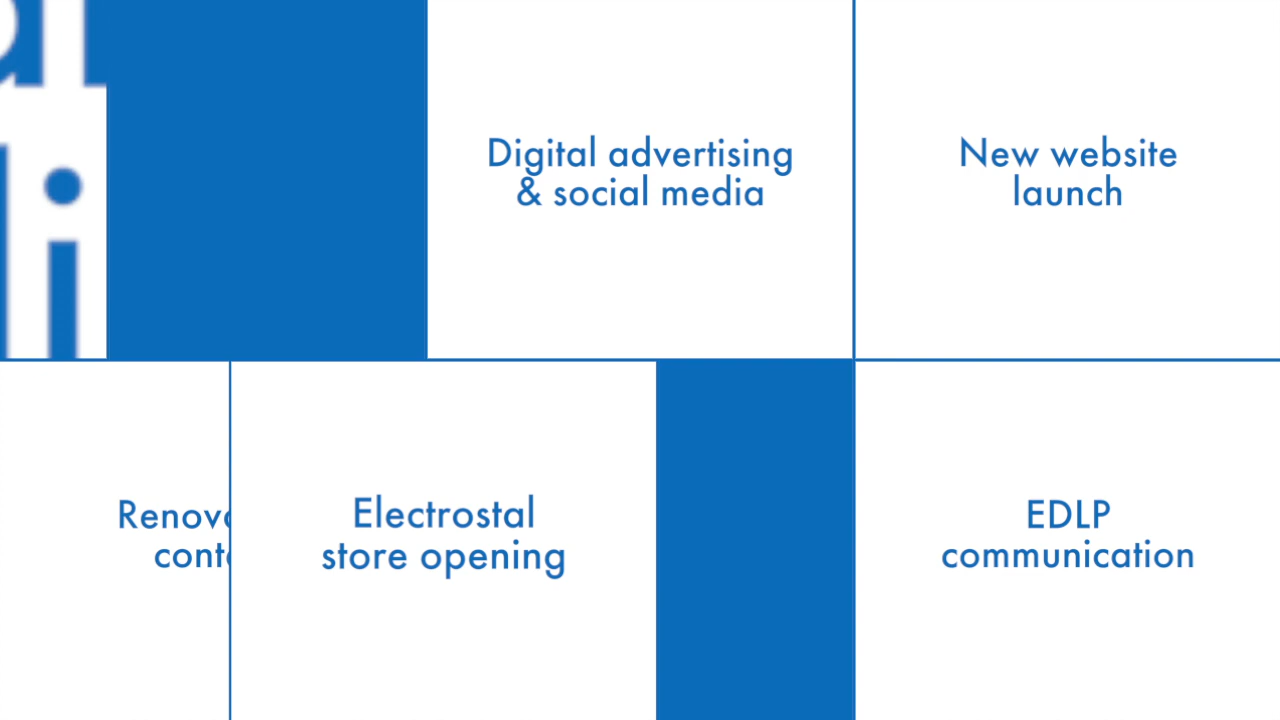 Digital advertising
& social media
New website
launch
Electrostal
store opening
EDLP
communication